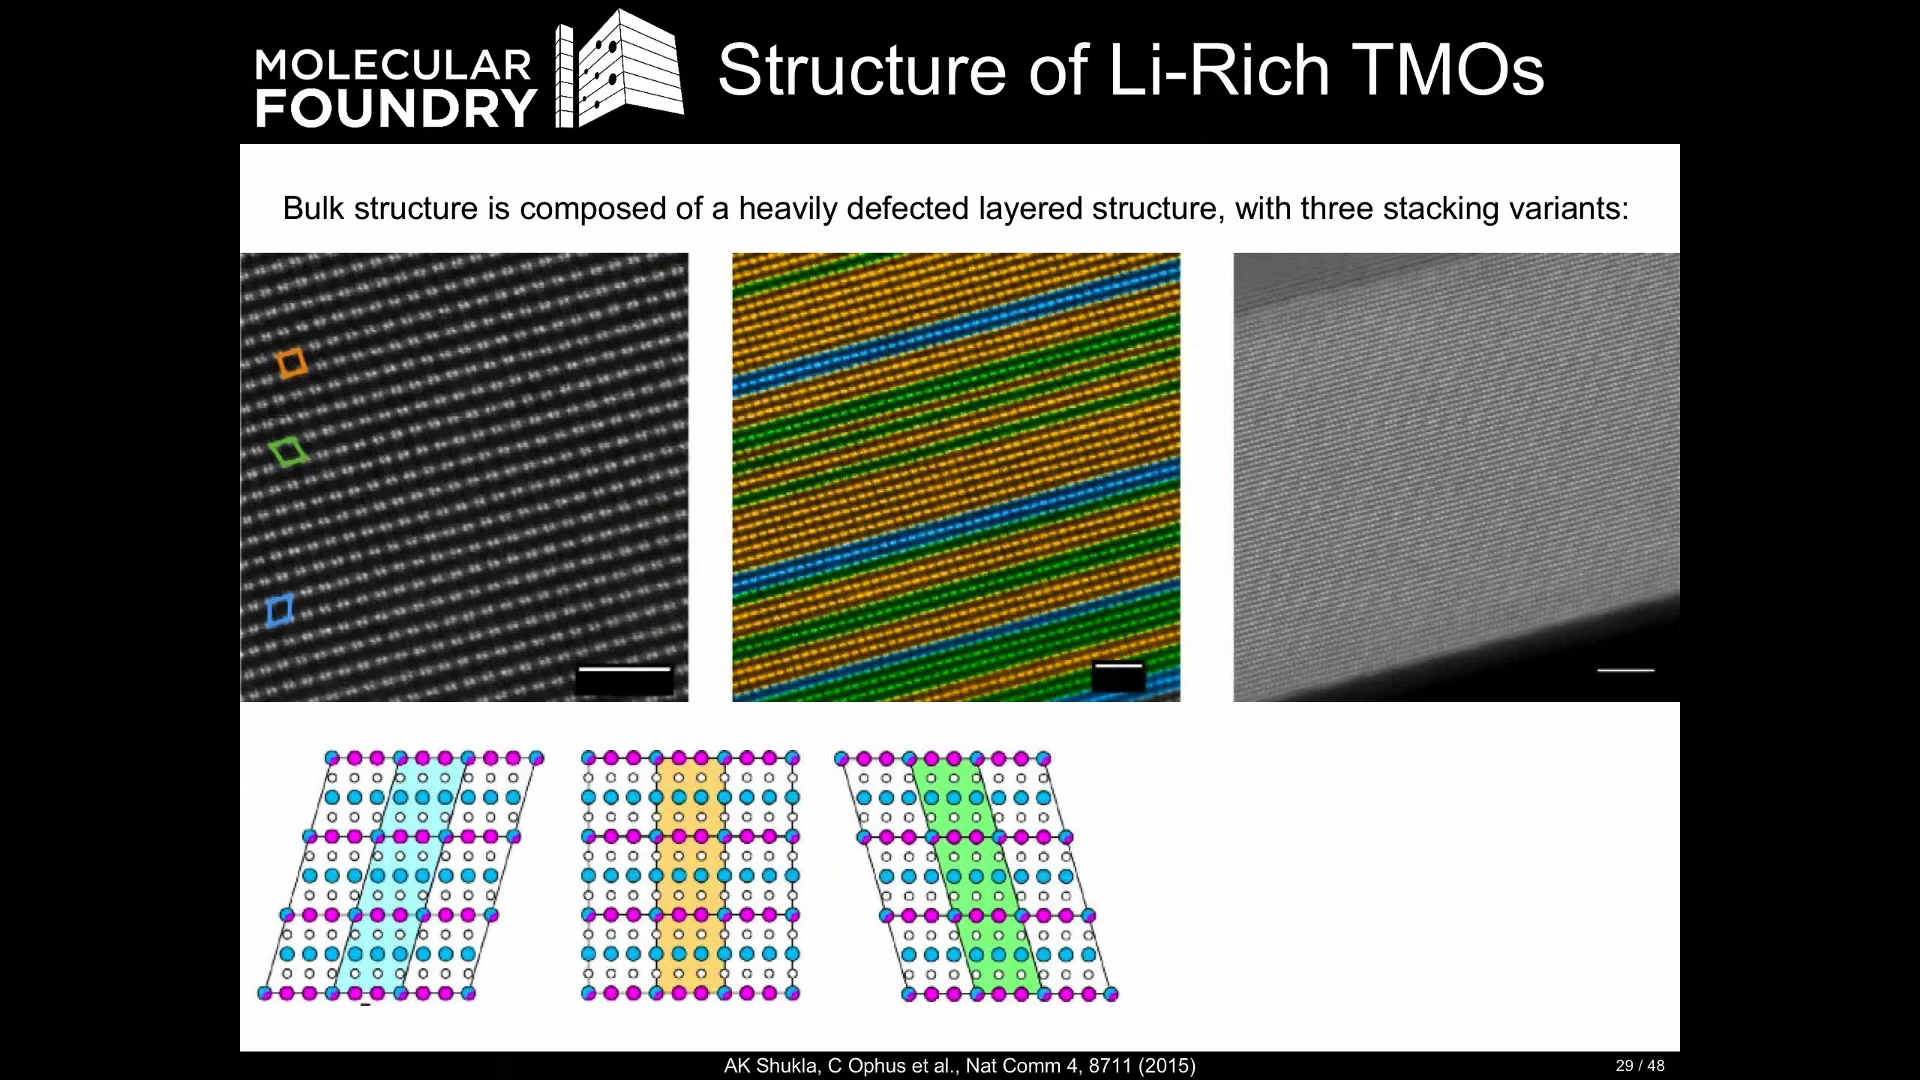 MOLECULAR
FOUNDRY
Structure of Li-Rich TMOs
Bulk structure is composed of a heavily defected layered structure, with three stacking variants:
AK Shukla, C Ophus et al., Nat Comm 4, 8711 (2015)
29 / 48